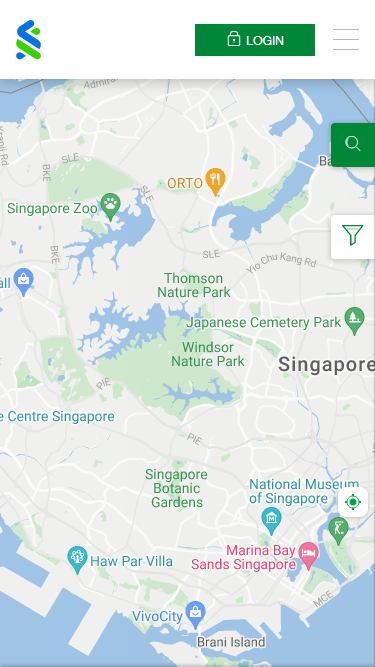 LOGIN
SLE
BKE
SLE
ORTO
Singapore Zoo
BKE
SLE
Yio Chu Kang Rd
Thomson
Nature Park
Japanese Cemetery Park
Windsor
Nature Park
Singapore
PIE
e Centre Singapore
PIE
Singapore
Botanic
Gardens
National Museum
of Singapore
Marina Bay
Sands Singapore
Haw Par Villa
MCE
VivoCity
Brani Island